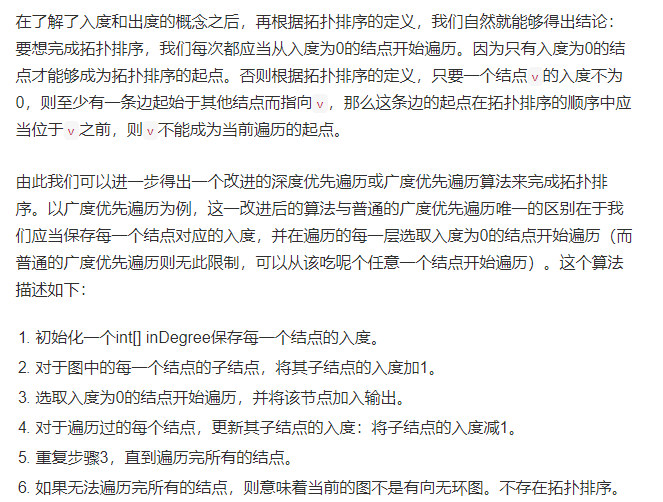 在了解了入度和出度的概念之后，再根据拓扑排序的定义，我们自然就能够得出结论：
要想完成拓扑排序，我们每次都应当从入度为0的结点开始遍历。因为只有入度为0的结
点才能够成为拓扑排序的起点。否则根据拓扑排序的定义，只要一个结点 v 的入度不为
0，则至少有一条边起始于其他结点而指向 v ，那么这条边的起点在拓扑排序的顺序中应
当位于 v 之前，则 v 不能成为当前遍历的起点。
由此我们可以进一步得出一个改进的深度优先遍历或广度优先遍历算法来完成拓扑排
序。以广度优先遍历为例，这一改进后的算法与普通的广度优先遍历唯一的区别在于我
们应当保存每一个结点对应的入度，并在遍历的每一层选取入度为0的结点开始遍历（而
普通的广度优先遍历则无此限制，可以从该吃呢个任意一个结点开始遍历）。这个算法
描述如下：
1. 初始化一个int[] inDegree保存每一个结点的入度。
2. 对于图中的每一个结点的子结点，将其子结点的入度加1。
3. 选取入度为0的结点开始遍历，并将该节点加入输出。
4. 对于遍历过的每个结点，更新其子结点的入度：将子结点的入度减1。
5. 重复步骤3，直到遍历完所有的结点。
6. 如果无法遍历完所有的结点，则意味着当前的图不是有向无环图。不存在拓扑排序。